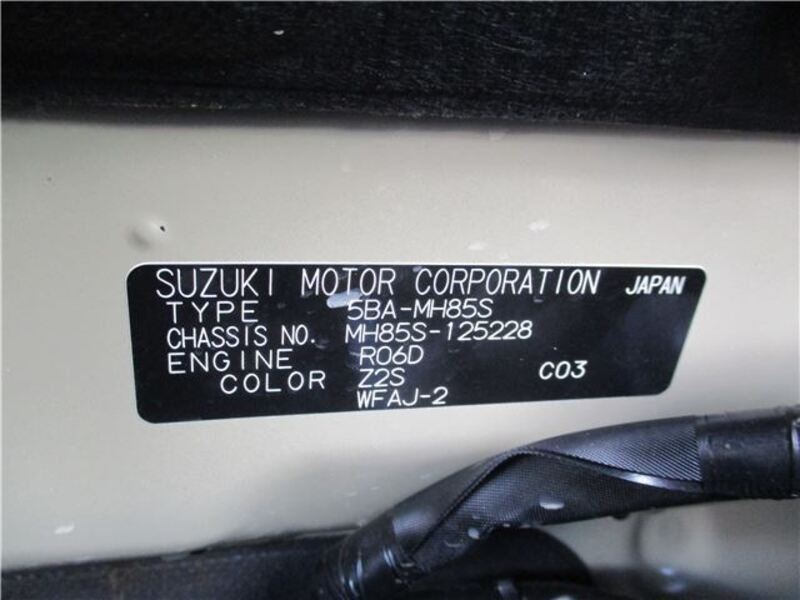 SUZUKI MOTOR CORPORATION JAPAN
TYPE 5BA-MH85S
CHASSIS NO. MH85S-125228
ENGINE R06D
COLOR Z2S C03
WFAJ-2